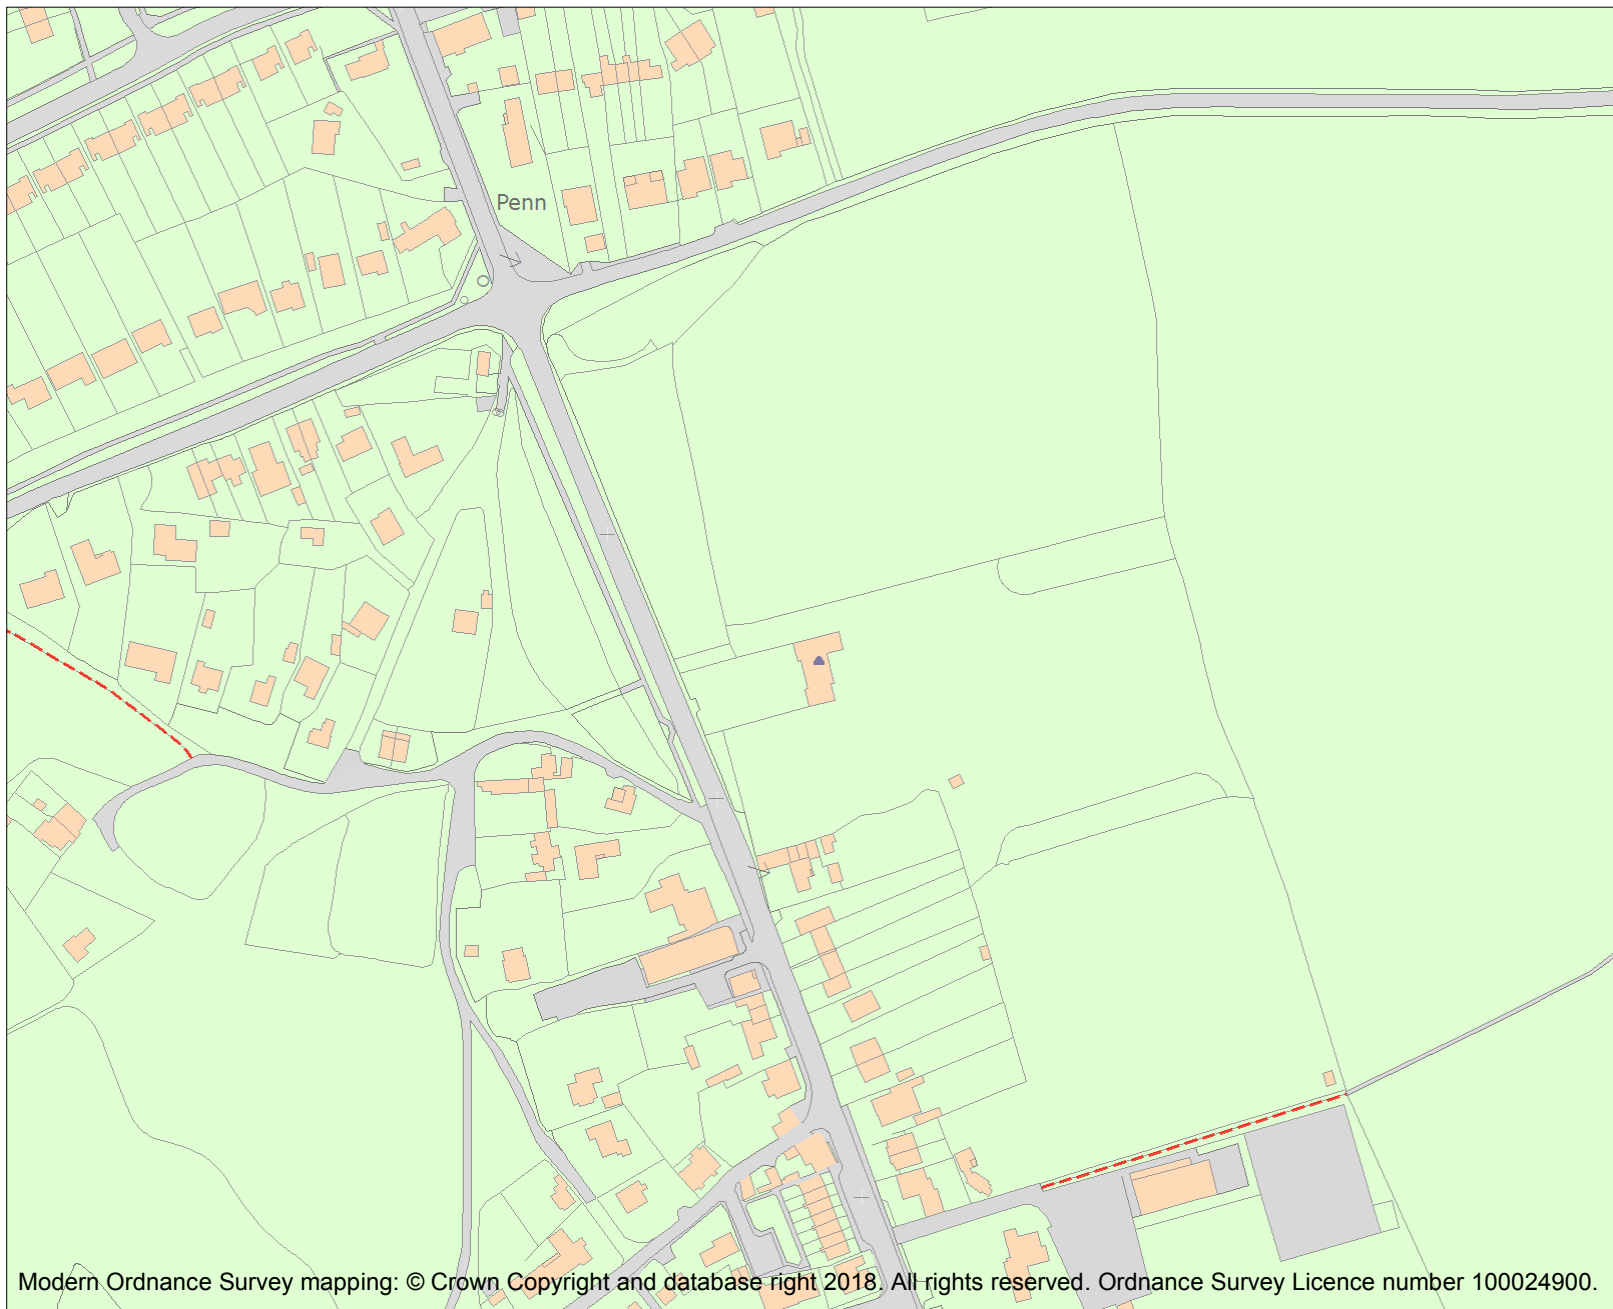 Penn
Modern Ordnance Survey mapping: © Crown Copyright and database right 2018. All rights reserved. Ordnance Survey Licence number 100024900.